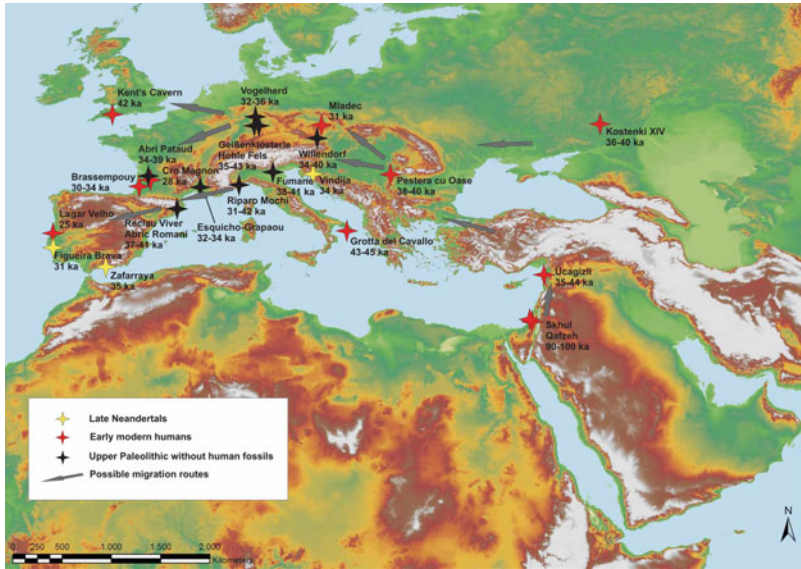 Kent's Cavern
42 ka
Vogelherd
32-36 ka
Mladec
31 ka
Kostenki XIV
36-40 ka
Abri Pataud
34-39 ka
Geißenklösterle
Hohle Fels
35-43 ka
Willendorf
34-40 ka
Brassempouy
30-34 ka
Cro Magnon
28 ka
Fumane
38-41 ka
Vindija
34 ka
Pestera cu Oase
38-40 ka
Riparo Mochi
31-42 ka
Lagar Velho
25 ka
Reclau Viver
Abric Romani
37-41 ka
Esquicho-Grapaou
32-34 ka
Grotta del Cavallo
43-45 ka
Figueira Brava
31 ka
Zafarraya
35 ka
Ucagizli
35-44 ka
Skhul
Qafzeh
90-100 ka
Late Neandertals
Early modern humans
Upper Paleolithic without human fossils
Possible migration routes
N
0 250 500 1.000 1.500 2.000
Kilometers